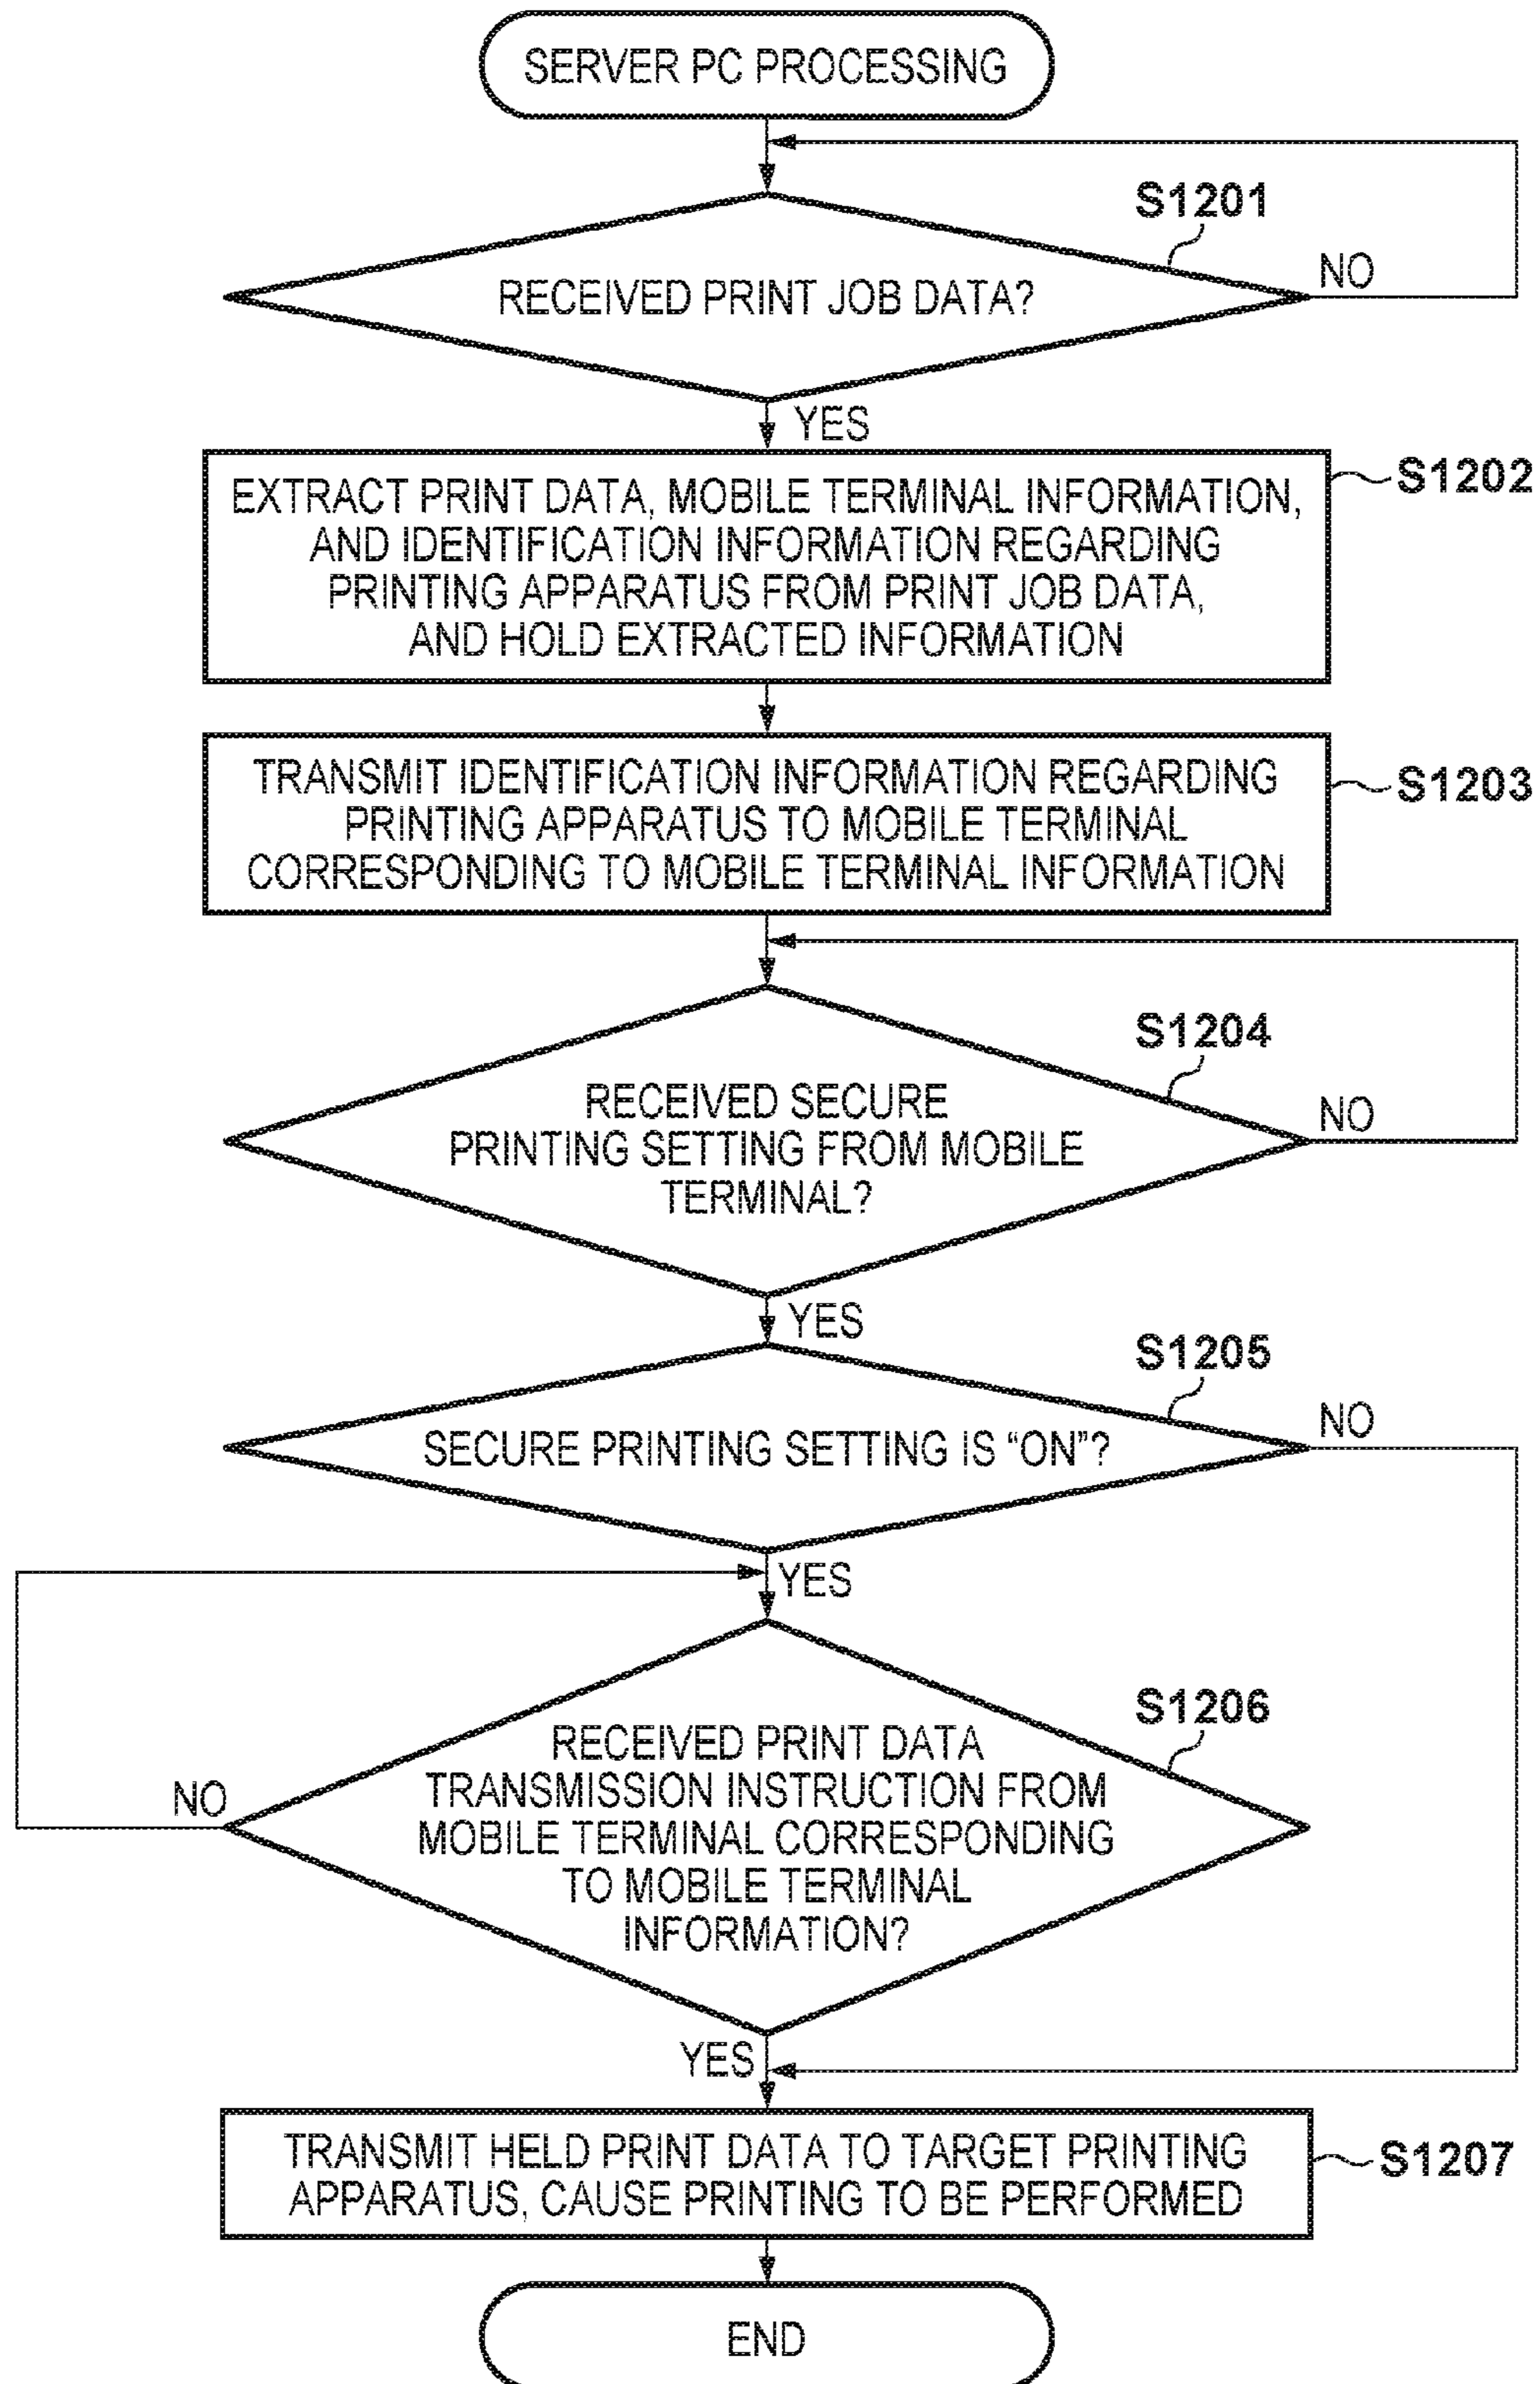 SERVER PC PROCESSING
S1201
RECEIVED PRINT JOB DATA?
NO
YES
S1202
EXTRACT PRINT DATA, MOBILE TERMINAL INFORMATION,
AND IDENTIFICATION INFORMATION REGARDING
PRINTING APPARATUS FROM PRINT JOB DATA,
AND HOLD EXTRACTED INFORMATION
S1203
TRANSMIT IDENTIFICATION INFORMATION REGARDING
PRINTING APPARATUS TO MOBILE TERMINAL
CORRESPONDING TO MOBILE TERMINAL INFORMATION
S1204
RECEIVED SECURE
PRINTING SETTING FROM MOBILE
TERMINAL?
NO
YES
S1205
SECURE PRINTING SETTING IS “ON”?
NO
YES
S1206
RECEIVED PRINT DATA
TRANSMISSION INSTRUCTION FROM
MOBILE TERMINAL CORRESPONDING
TO MOBILE TERMINAL
INFORMATION?
NO
YES
S1207
TRANSMIT HELD PRINT DATA TO TARGET PRINTING
APPARATUS, CAUSE PRINTING TO BE PERFORMED
END